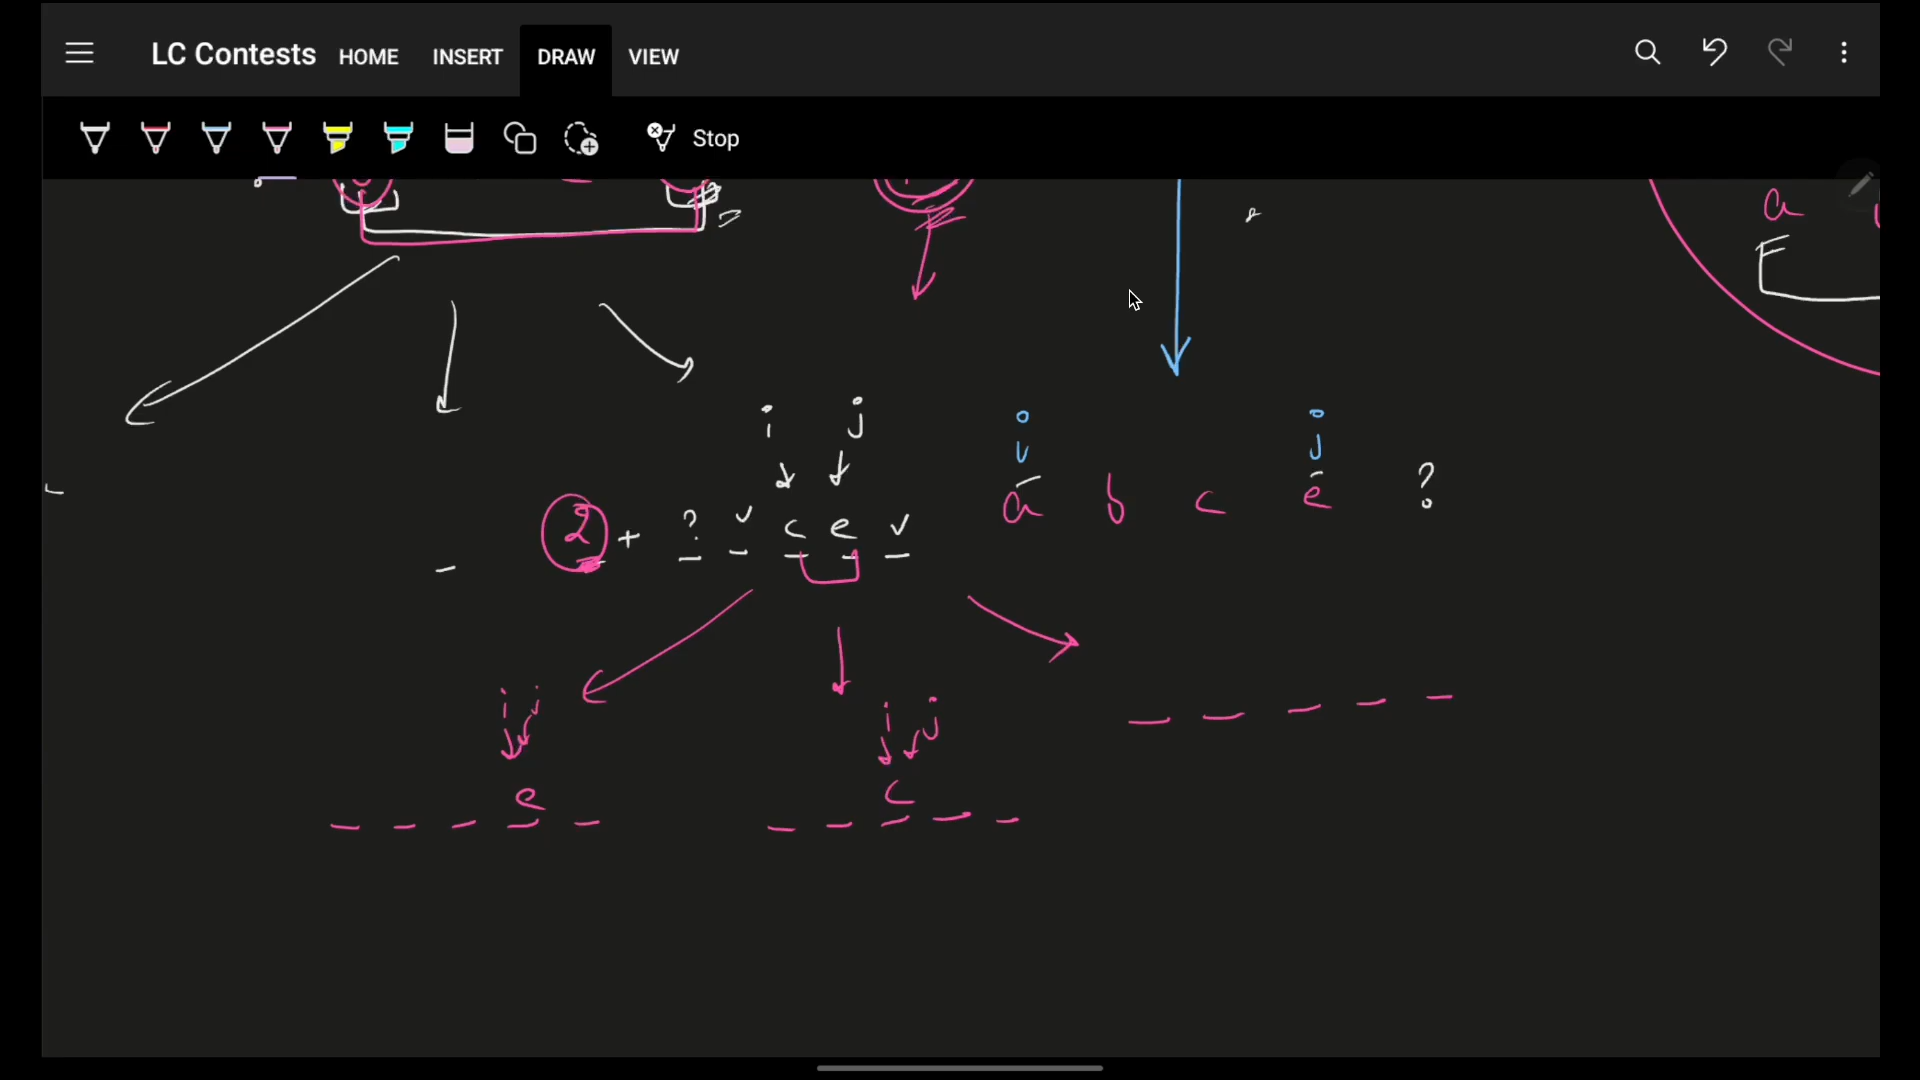 LC Contests HOME INSERT DRAW VIEW
Stop
a
i j i j
2 + ? v c e v a b c e ?
i j i j
e c